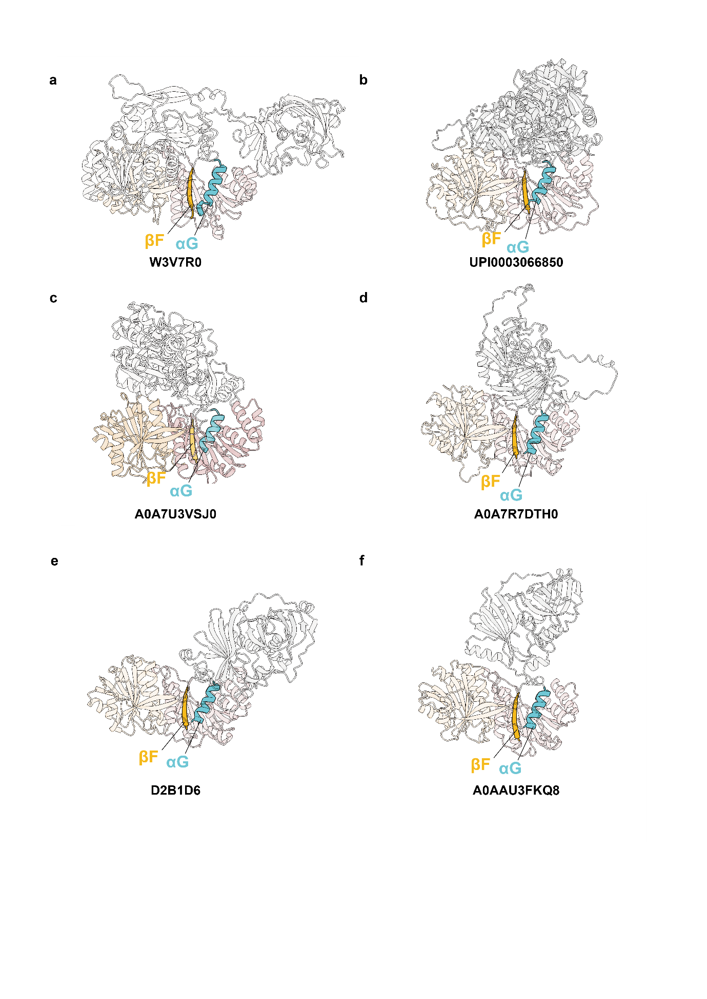 a
b
βF
αG
βF
αG
W3V7R0
UPI0003066850
c
d
βF
αG
βF
αG
A0A7U3VSJ0
A0A7R7DTH0
e
f
βF
αG
βF
αG
D2B1D6
A0AAU3FKQ8